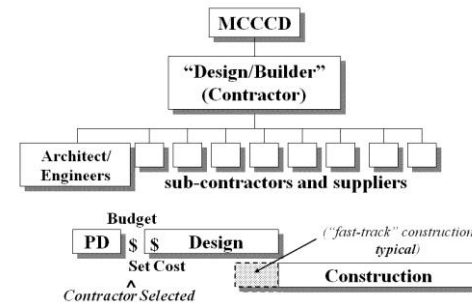 MCCCD
“Design/Builder”
(Contractor)
Architect/
Engineers
sub-contractors and suppliers
Budget
PD $ $ Design
Set Cost
^
Contractor Selected
(“fast-track” construction
typical)
Construction